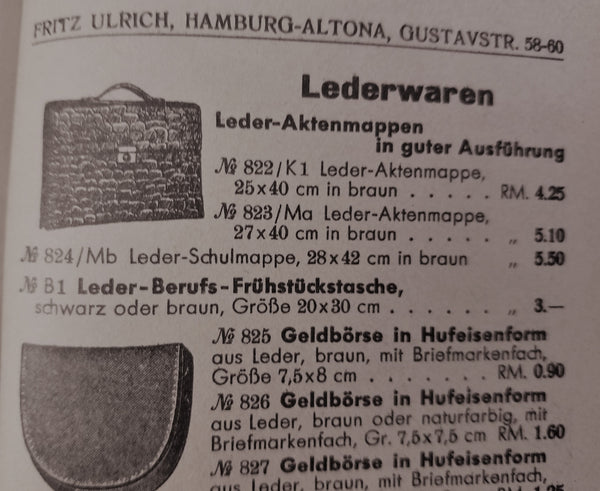 FRITZ ULRICH, HAMBURG-ALTONA, GUSTAVSTR. 58-60
Lederwaren
Leder-Aktenmappen
in guter Ausführung
№ 822/K1 Leder-Aktenmappe,
25x40 cm in braun . . . . . RM. 4.25
№ 823/Ma Leder-Aktenmappe,
27x40 cm in braun . . . . . „ 5.10
№ 824/Mb Leder-Schulmappe, 28x42 cm in braun „ 5.50
№ B1 Leder-Berufs-Frühstückstasche,
schwarz oder braun, Größe 20x30 cm . . . . . . „ 3.—
№ 825 Geldbörse in Hufeisenform
aus Leder, braun, mit Briefmarkenfach,
Größe 7,5x8 cm . . . . . . . RM. 0.90
№ 826 Geldbörse in Hufeisenform
aus Leder, braun oder naturfarbig, mit
Briefmarkenfach, Gr. 7,5x7,5 cm RM. 1.60
№ 827 Geldbörse in Hufeisenform
aus Leder, braun, mit Briefmarkenfach,